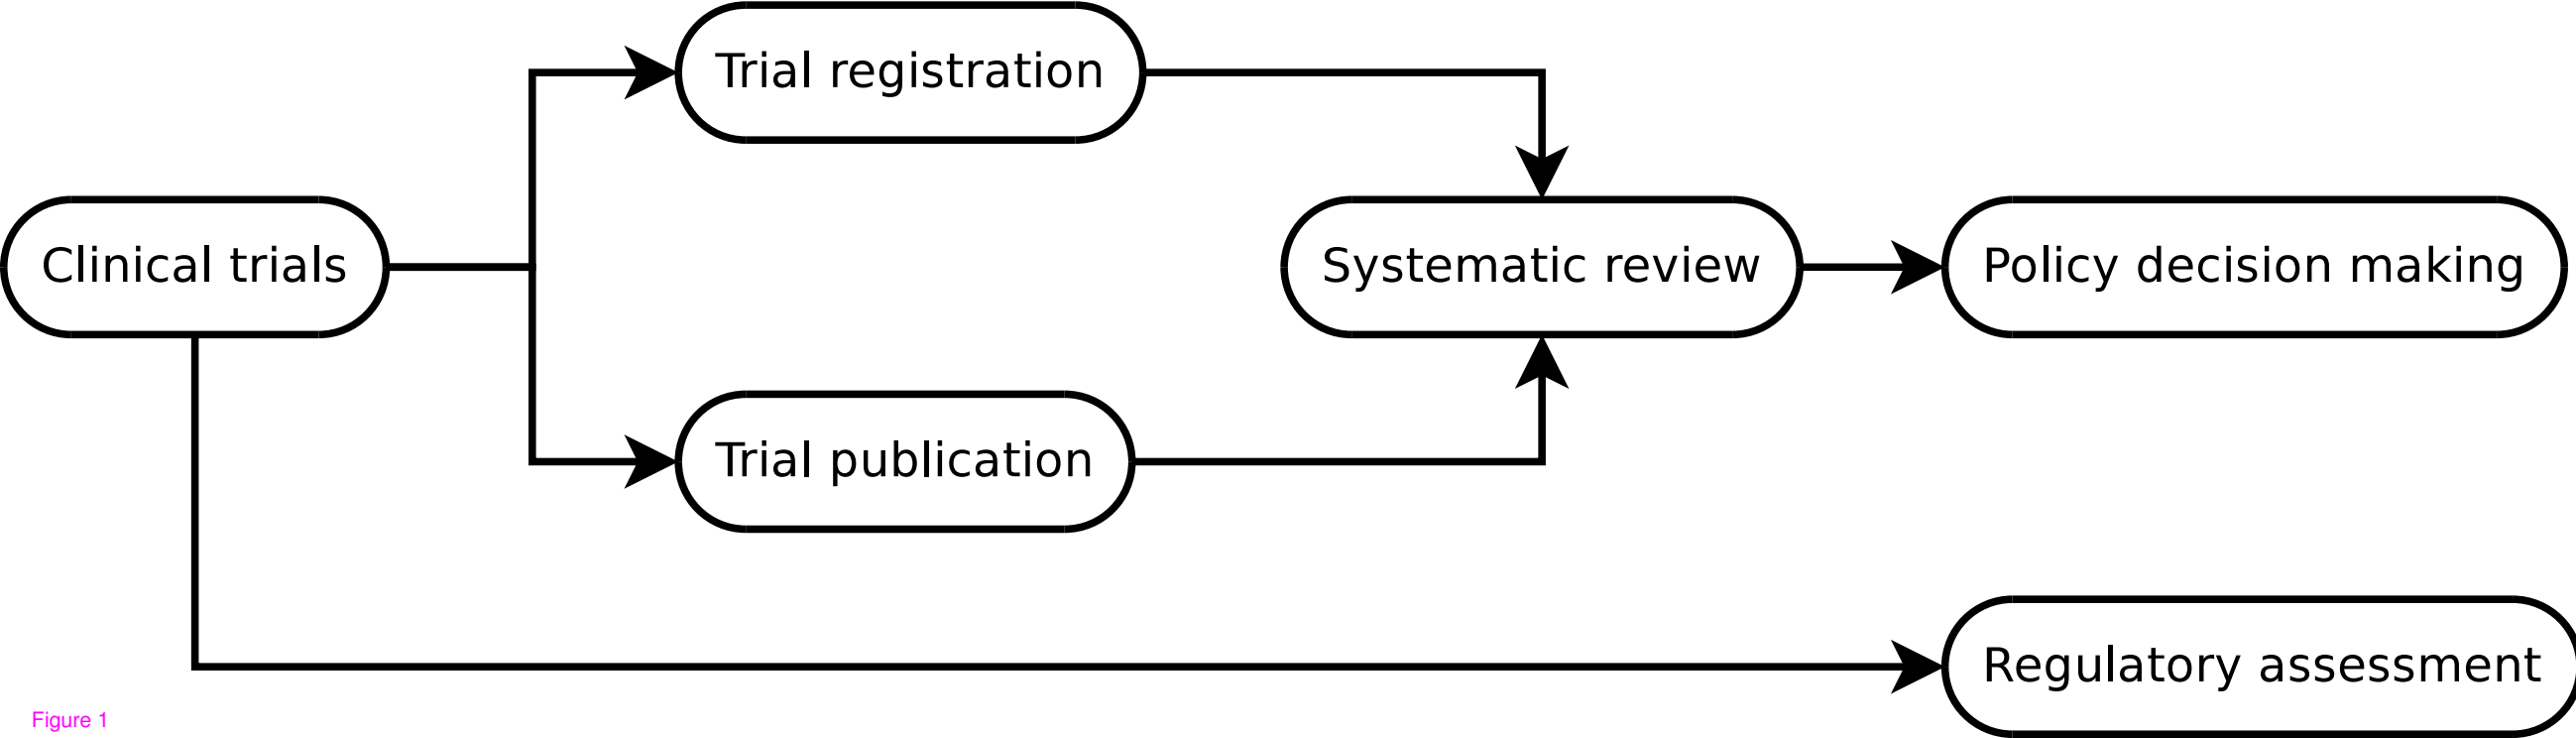 Trial registration
Clinical trials
Systematic review
Policy decision making
Trial publication
Regulatory assessment
Figure 1